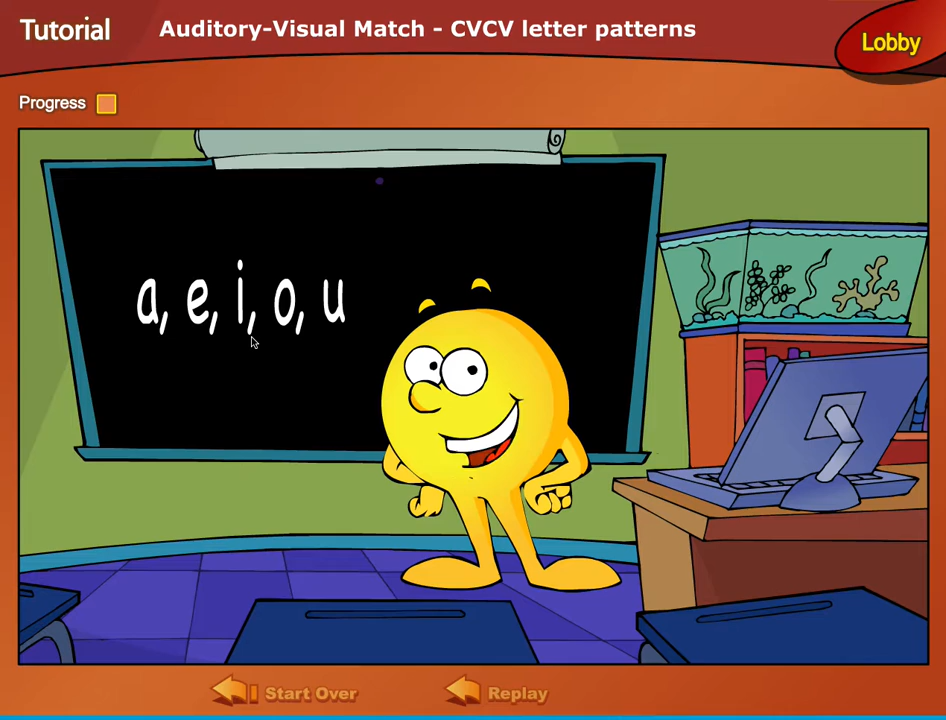 Tutorial
Auditory-Visual Match - CVCV letter patterns
Lobby
Progress
a, e, i, o, u
Start Over
Replay